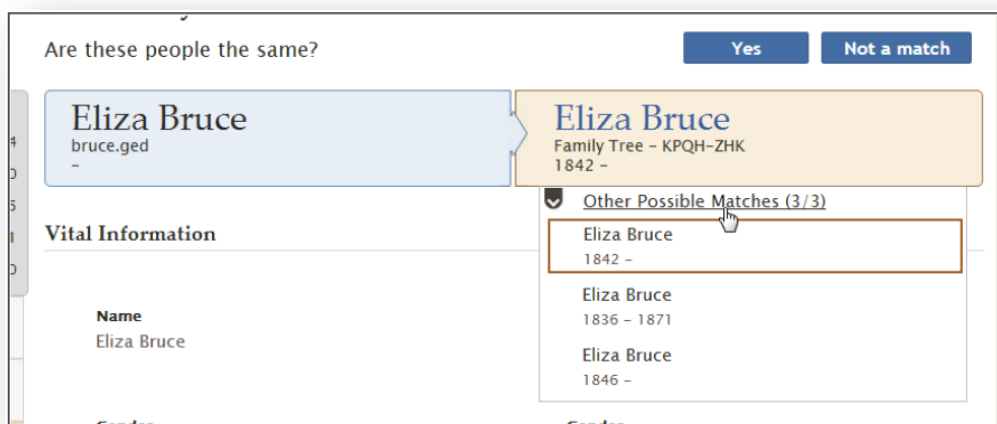 Are these people the same?
Yes
Not a match
Eliza Bruce
bruce.ged
–
Eliza Bruce
Family Tree – KPQH-ZHK
1842 –
Other Possible Matches (3/3)
Eliza Bruce
1842 –
Eliza Bruce
1836 – 1871
Eliza Bruce
1846 –
Vital Information
Name
Eliza Bruce